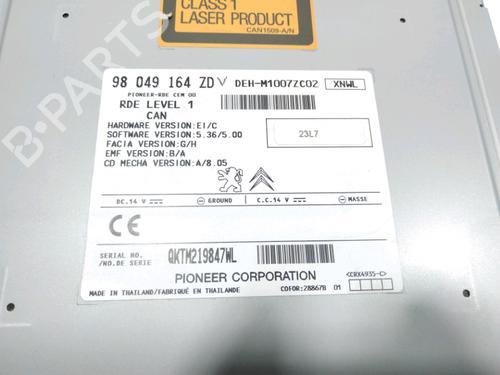 CLASS 1
LASER PRODUCT
CAN1509-A/N
98 049 164 ZD V DEH-M1007ZC02 XNWL
PIONEER-RDE CEM 00
RDE LEVEL 1
CAN
HARDWARE VERSION:EI/C
SOFTWARE VERSION:5.36/5.00
FACIA VERSION:G/H
EMF VERSION:B/A
CD MECHA VERSION:A/8.05
23L7
DC.14 V GROUND C.C.14 V MASSE
CE
SERIAL NO.
/NO.DE SERIE
QKTM219847WL
PIONEER CORPORATION
<CRX4935-C>
MADE IN THAILAND/FABRIQUÉ EN THAILANDE
CDFOR:28867B 01
B-PARTS